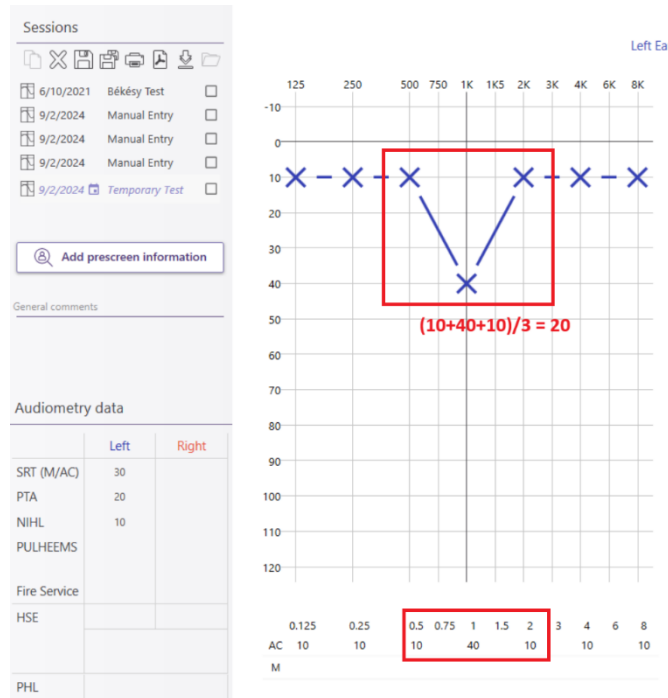 Sessions
6/10/2021 Békésy Test
9/2/2024 Manual Entry
9/2/2024 Manual Entry
9/2/2024 Manual Entry
9/2/2024 Temporary Test
Add prescreen information
General comments
Audiometry data
Left Right
SRT (M/AC) 30
PTA 20
NIHL 10
PULHEEMS
Fire Service
HSE
PHL
Left Ea
125 250 500 750 1K 1K5 2K 3K 4K 6K 8K
-10
0
10
20
30
40
50
(10+40+10)/3 = 20
60
70
80
90
100
110
120
0.125 0.25 0.5 0.75 1 1.5 2 3 4 6 8
AC 10 10 10 40 10 10 10
M